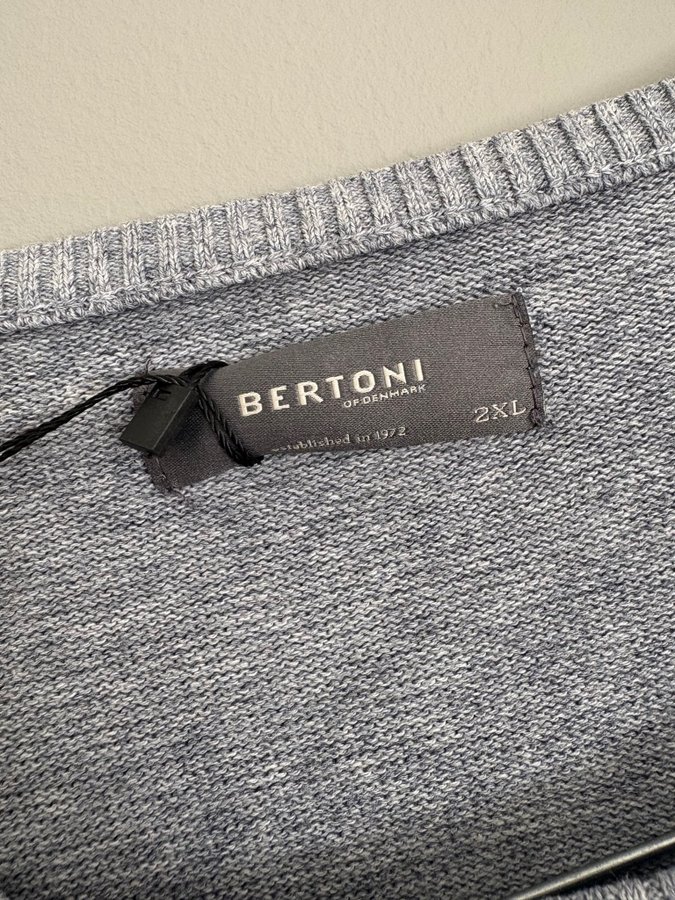 BERTONI
OF DENMARK
2XL
established in 1972